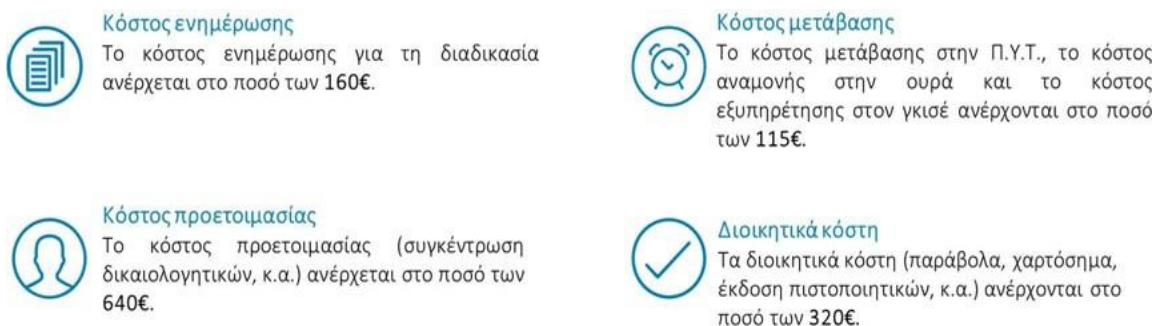 Κόστος ενημέρωσης
Το κόστος ενημέρωσης για τη διαδικασία
ανέρχεται στο ποσό των 160€.
Κόστος μετάβασης
Το κόστος μετάβασης στην Π.Υ.Τ., το κόστος
αναμονής στην ουρά και το κόστος
εξυπηρέτησης στον γκισέ ανέρχονται στο ποσό
των 115€.
Κόστος προετοιμασίας
Το κόστος προετοιμασίας (συγκέντρωση
δικαιολογητικών, κ.α.) ανέρχεται στο ποσό των
640€.
Διοικητικά κόστη
Τα διοικητικά κόστη (παράβολα, χαρτόσημα,
έκδοση πιστοποιητικών, κ.α.) ανέρχονται στο
ποσό των 320€.